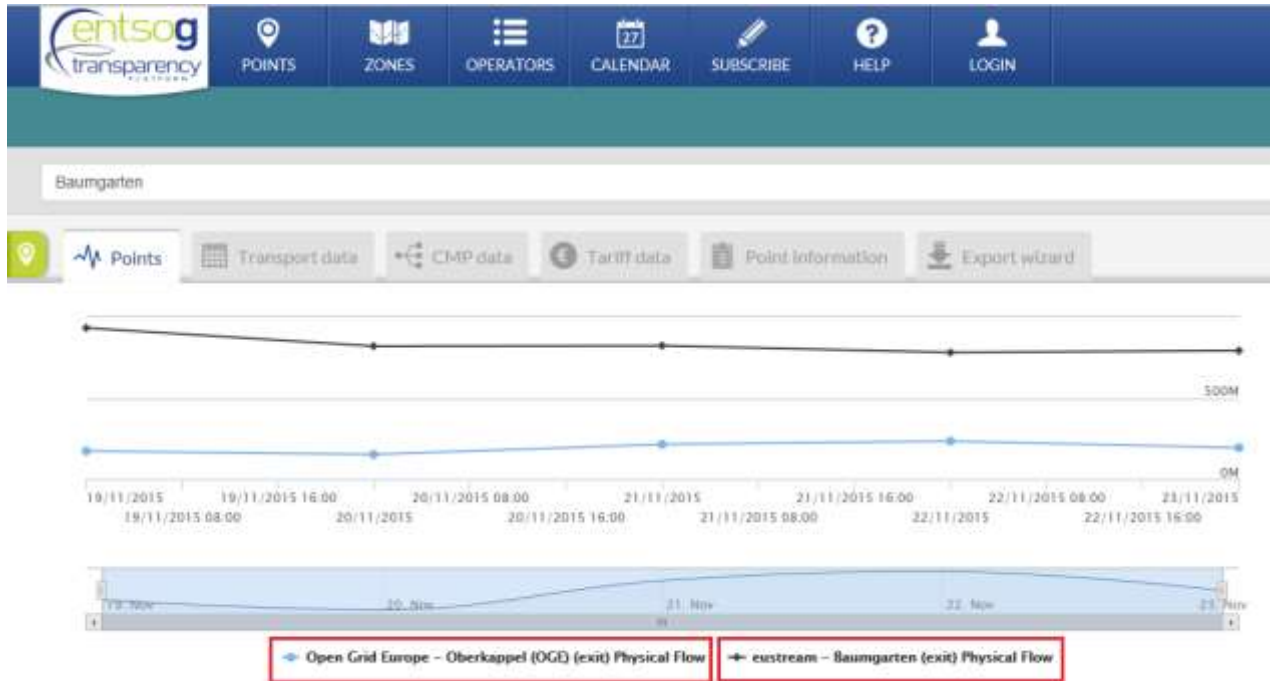 entsog
transparency
PLATFORM
POINTS
ZONES
OPERATORS
27
CALENDAR
SUBSCRIBE
?
HELP
LOGIN
Baumgarten
Points
Transport data
CMP data
€
Tariff data
Point Information
Export wizard
500M
0M
19/11/2015 19/11/2015 16:00 20/11/2015 08:00 21/11/2015 21/11/2015 16:00 22/11/2015 08:00 23/11/2015
19/11/2015 08:00 20/11/2015 20/11/2015 16:00 21/11/2015 08:00 22/11/2015 22/11/2015 16:00
19. Nov 20. Nov 21. Nov 22. Nov 23. Nov
Open Grid Europe – Oberkappel (OGE) (exit) Physical Flow
eustream – Baumgarten (exit) Physical Flow